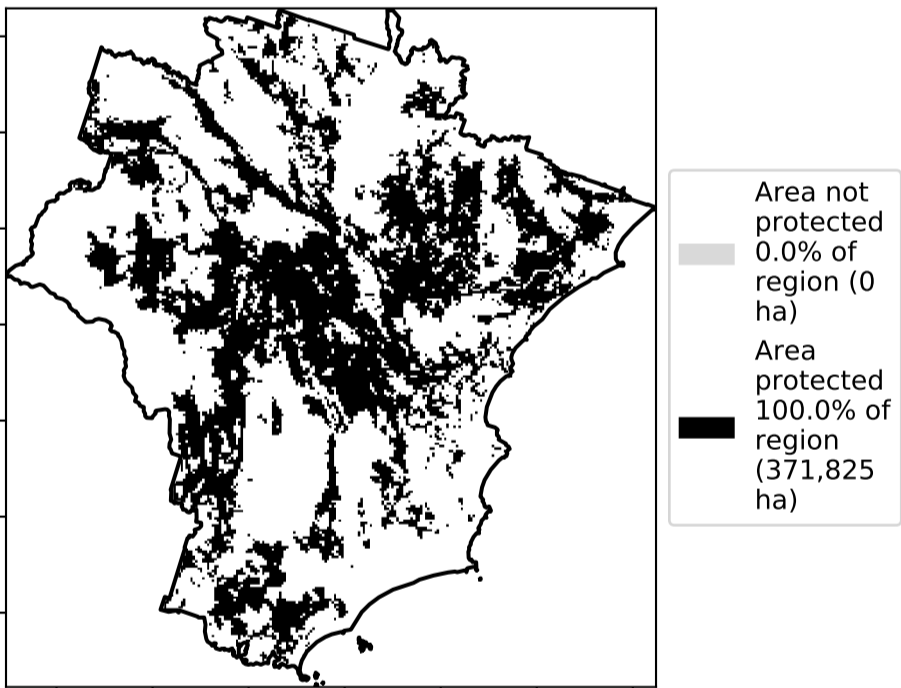 Area not
protected
0.0% of
region (0
ha)
Area
protected
100.0% of
region
(371,825
ha)